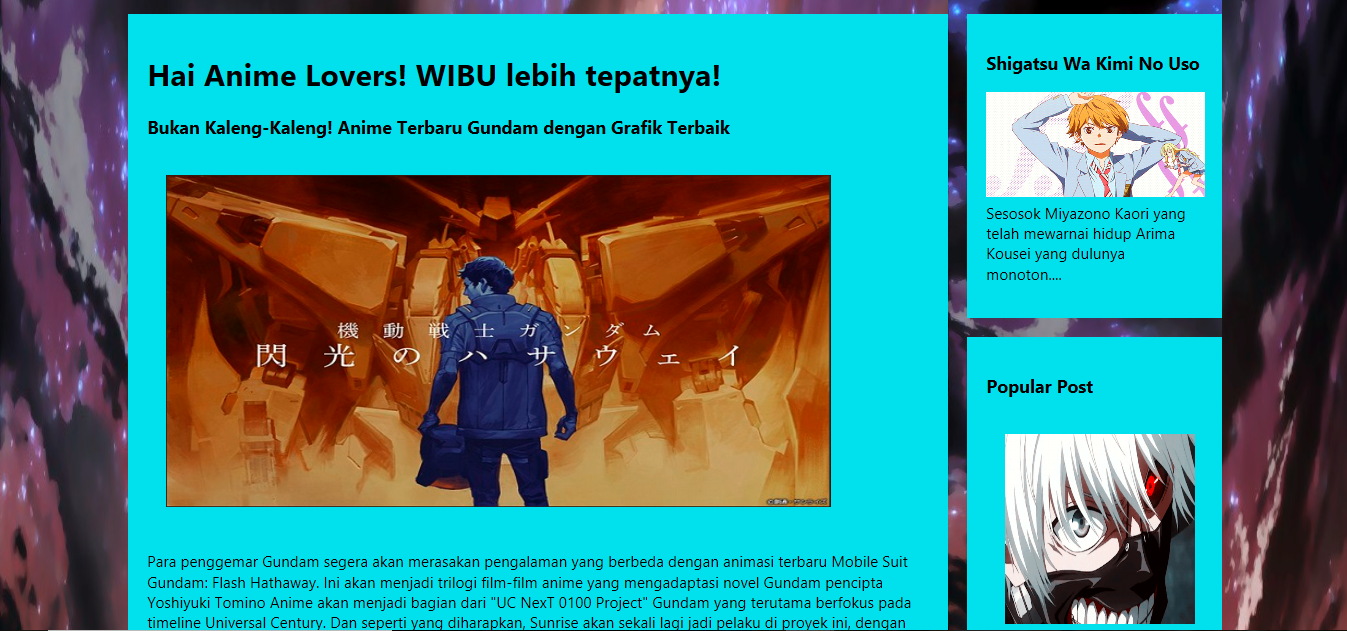 Hai Anime Lovers! WIBU lebih tepatnya!
Bukan Kaleng-Kaleng! Anime Terbaru Gundam dengan Grafik Terbaik
機動戦士ガンダム
閃光のハサウェイ
Para penggemar Gundam segera akan merasakan pengalaman yang berbeda dengan animasi terbaru Mobile Suit
Gundam: Flash Hathaway. Ini akan menjadi trilogi film-film anime yang mengadaptasi novel Gundam pencipta
Yoshiyuki Tomino Anime akan menjadi bagian dari "UC NexT 0100 Project" Gundam yang terutama berfokus pada
timeline Universal Century. Dan seperti yang diharapkan, Sunrise akan sekali lagi jadi pelaku di proyek ini, dengan
Shigatsu Wa Kimi No Uso
Sesosok Miyazono Kaori yang
telah mewarnai hidup Arima
Kousei yang dulunya
monoton....
Popular Post